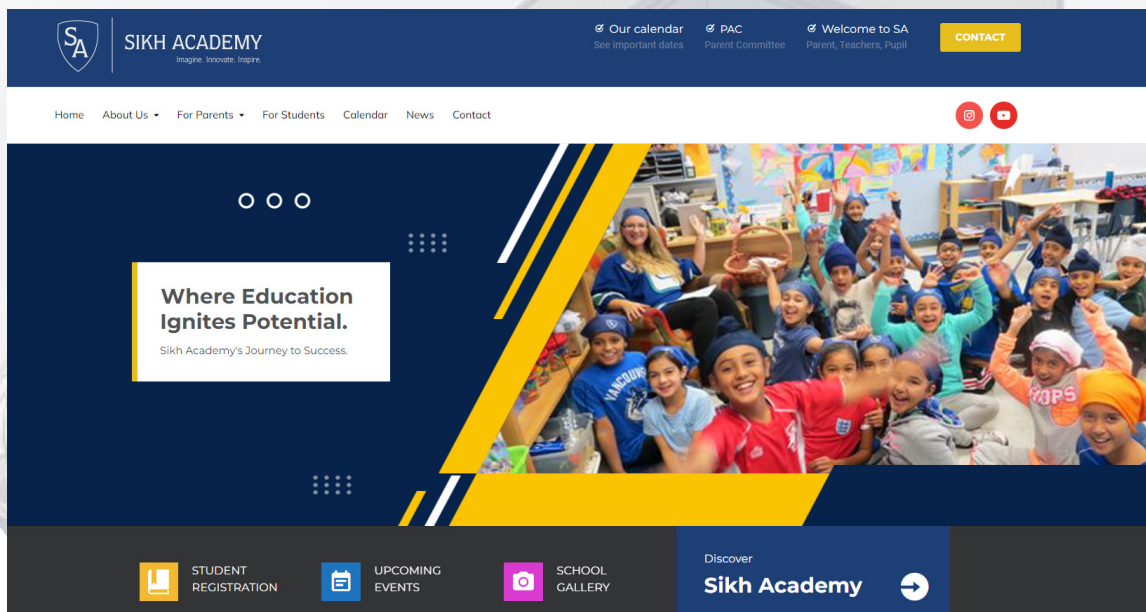 SA
SIKH ACADEMY
Imagine. Innovate. Inspire.
Our calendar
See important dates
PAC
Parent Committee
Welcome to SA
Parent, Teachers, Pupil
CONTACT
Home About Us For Parents For Students Calendar News Contact
Where Education
Ignites Potential.
Sikh Academy's Journey to Success.
VANCOUVER
HOPS
STUDENT
REGISTRATION
UPCOMING
EVENTS
SCHOOL
GALLERY
Discover
Sikh Academy